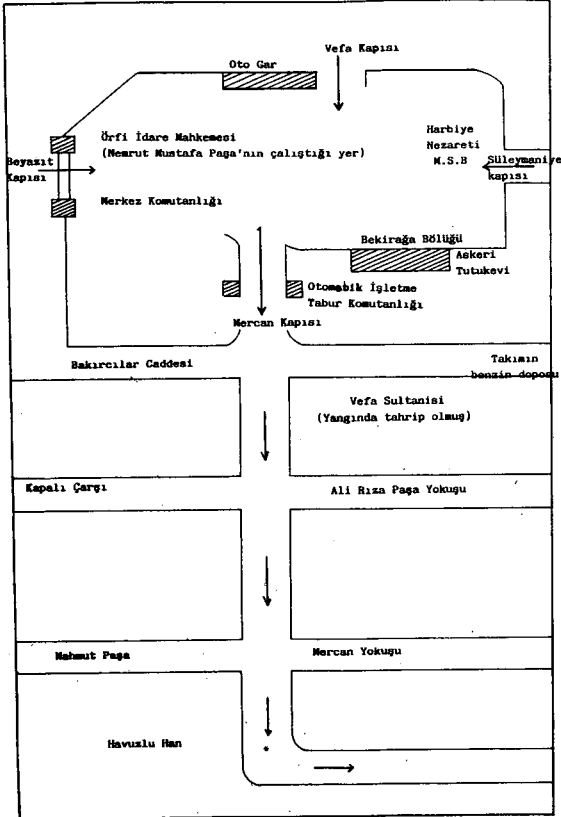 Vefa Kapısı
Oto Gar
Örfi İdare Mahkemesi
(Nemrut Mustafa Paşa'nın çalıştığı yer)
Harbiye
Nezareti
M.S.B
Beyazıt
Kapısı
Süleymaniye
kapısı
Merkez Komutanlığı
Bekirağa Bölüğü
Askeri
Tutukevi
Otomobik İşletme
Tabur Komutanlığı
Mercan Kapısı
Bakırcılar Caddesi
Takımın
benzin deposu
Vefa Sultanisi
(Yangında tahrip olmuş)
Kapalı Çarşı
Ali Rıza Paşa Yokuşu
Mahmut Paşa
Mercan Yokuşu
Havuzlu Han